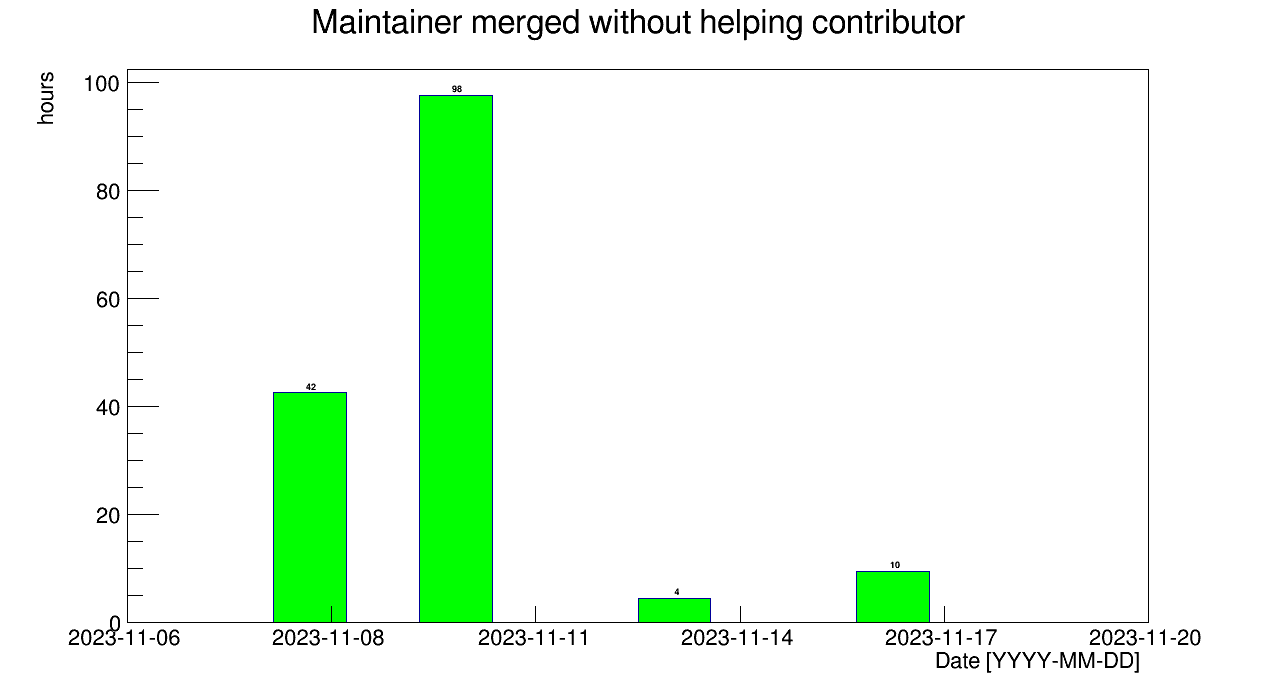 Maintainer merged without helping contributor
hours
100
80
60
40
20
0
98
42
4
10
2023-11-06 2023-11-08 2023-11-11 2023-11-14 2023-11-17 2023-11-20
Date [YYYY-MM-DD]